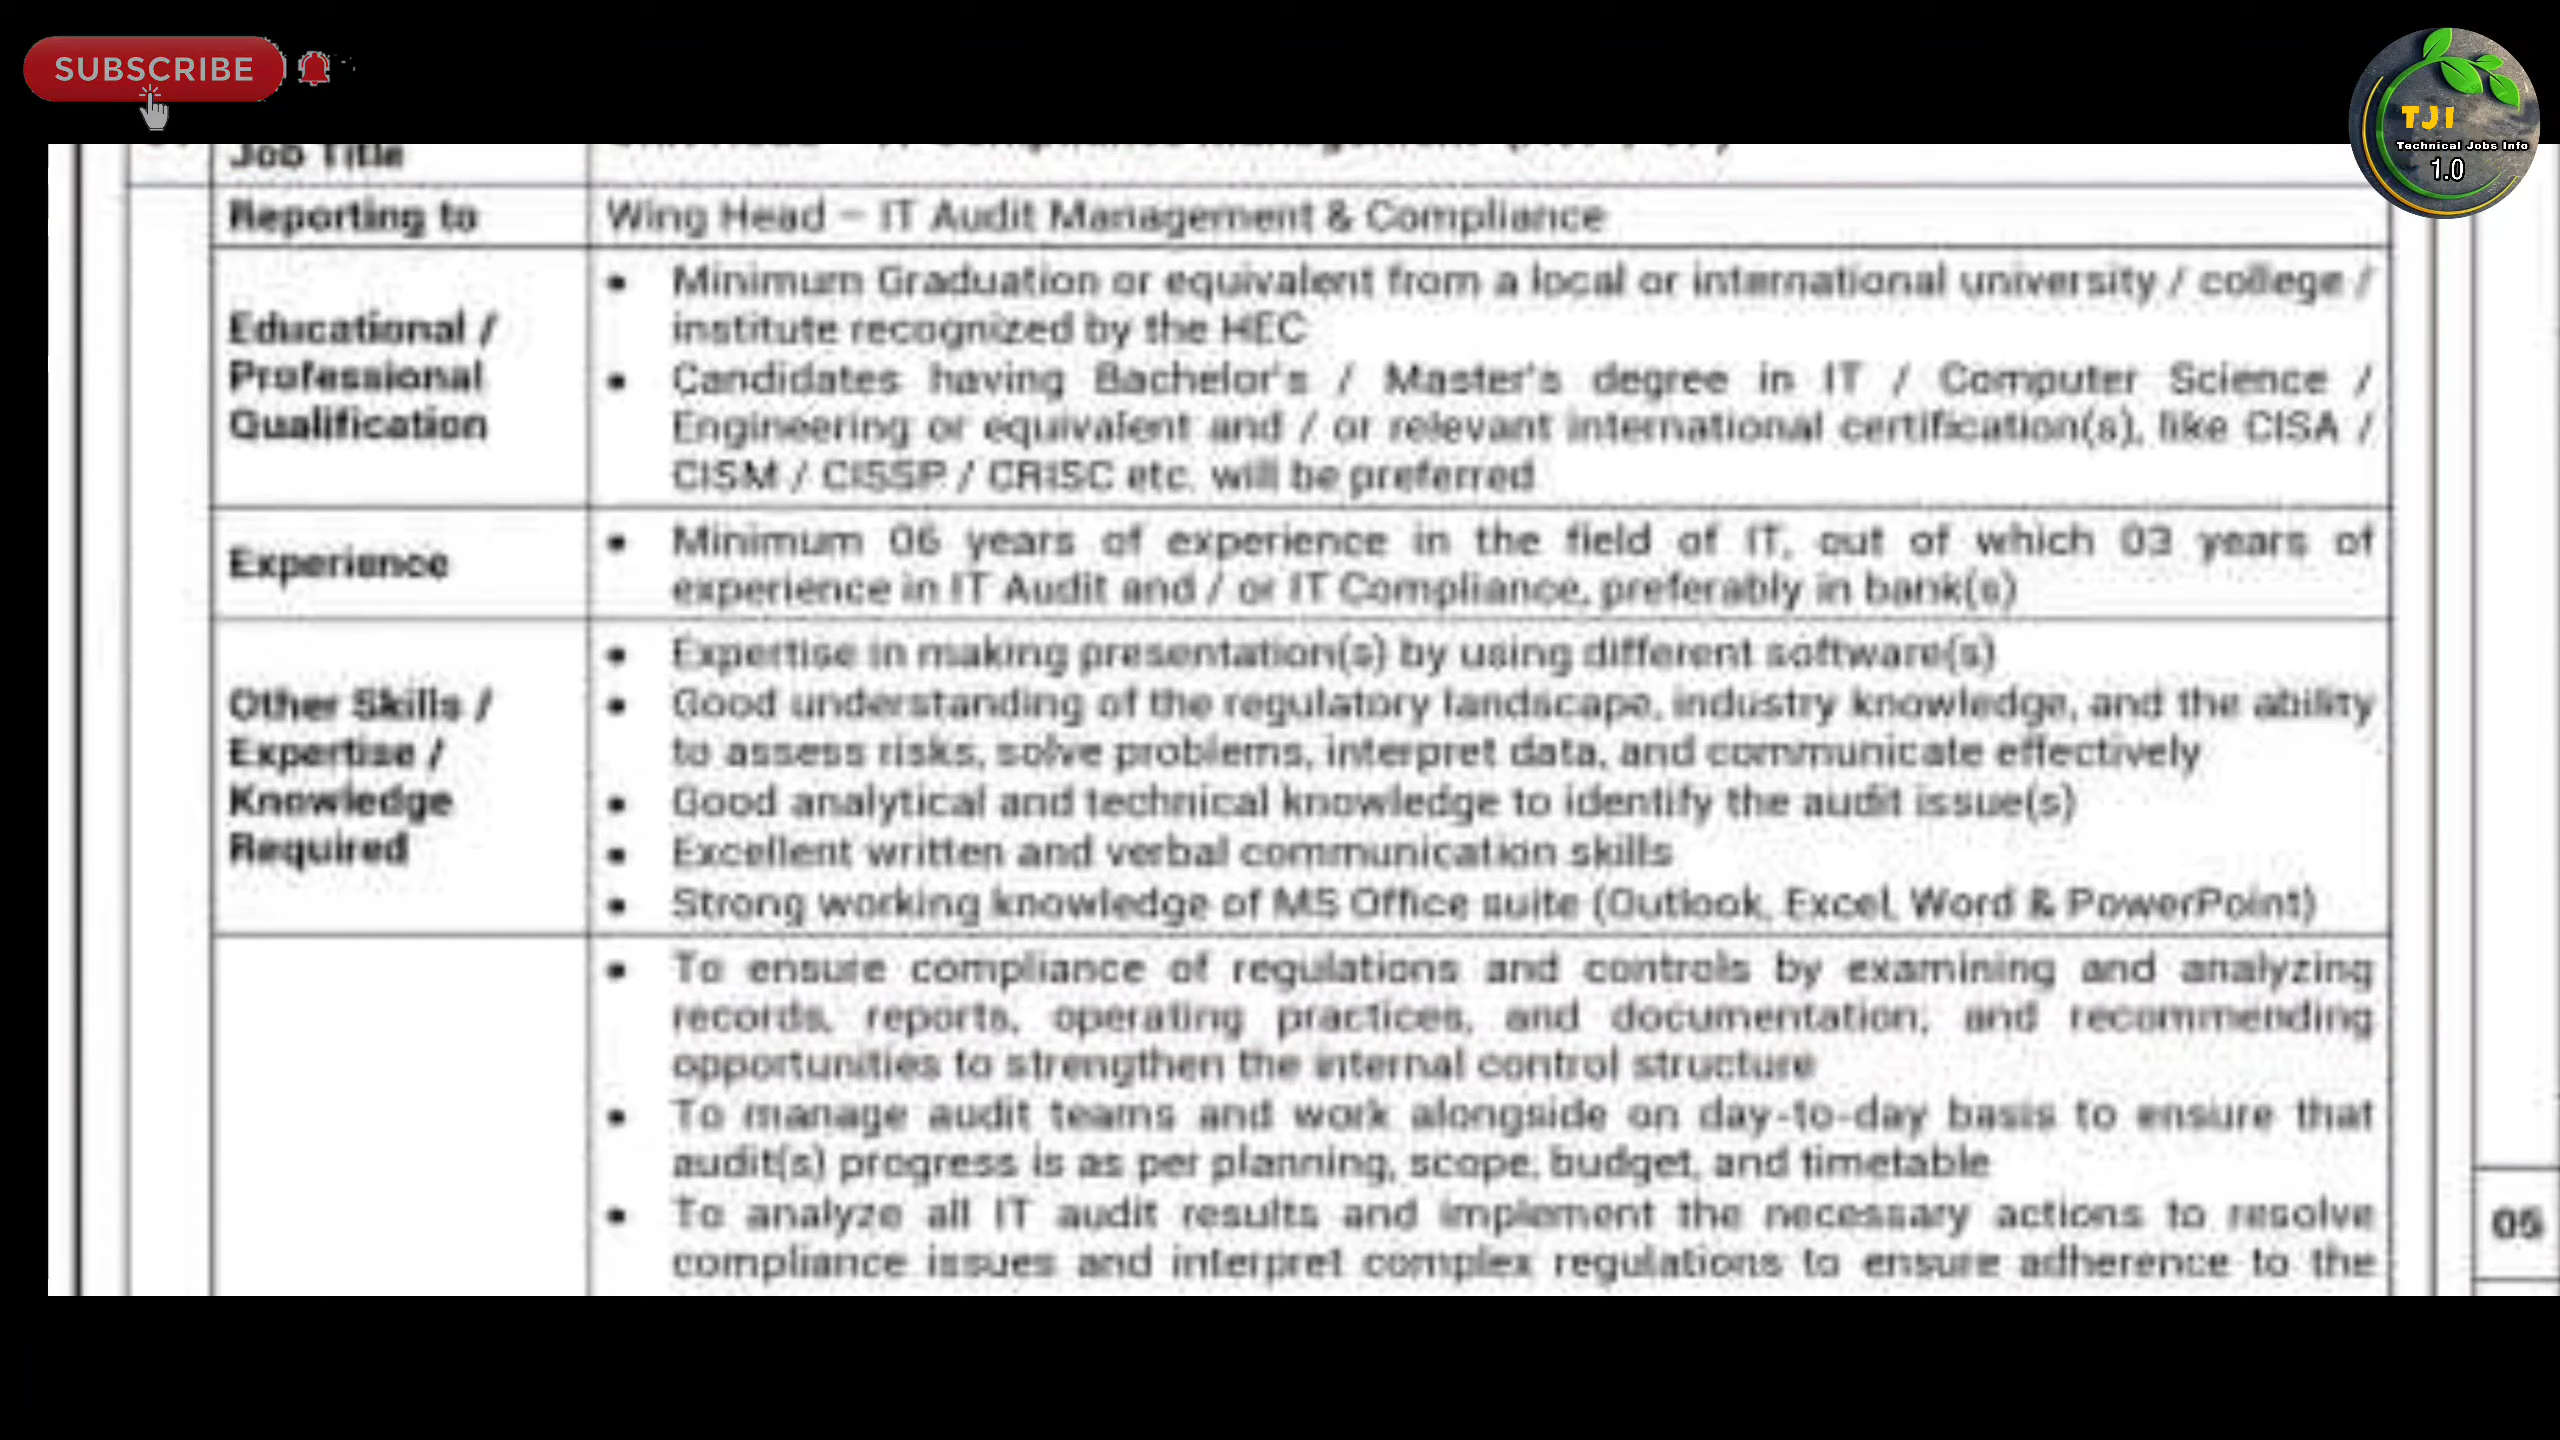 SUBSCRIBE
TJI
Technical Jobs Info
1.0
Job Title
Reporting to
Wing Head – IT Audit Management & Compliance
Educational /
Professional
Qualification
• Minimum Graduation or equivalent from a local or international university / college /
institute recognized by the HEC
• Candidates having Bachelor's / Master's degree in IT / Computer Science /
Engineering or equivalent and / or relevant international certification(s), like CISA /
CISM / CISSP / CRISC etc. will be preferred
Experience
• Minimum 06 years of experience in the field of IT, out of which 03 years of
experience in IT Audit and / or IT Compliance, preferably in bank(s)
Other Skills /
Expertise /
Knowledge
Required
• Expertise in making presentation(s) by using different software(s)
• Good understanding of the regulatory landscape, industry knowledge, and the ability
to assess risks, solve problems, interpret data, and communicate effectively
• Good analytical and technical knowledge to identify the audit issue(s)
• Excellent written and verbal communication skills
• Strong working knowledge of MS Office suite (Outlook, Excel, Word & PowerPoint)
• To ensure compliance of regulations and controls by examining and analyzing
records, reports, operating practices, and documentation, and recommending
opportunities to strengthen the internal control structure
• To manage audit teams and work alongside on day-to-day basis to ensure that
audit(s) progress is as per planning, scope, budget, and timetable
• To analyze all IT audit results and implement the necessary actions to resolve
compliance issues and interpret complex regulations to ensure adherence to the
05